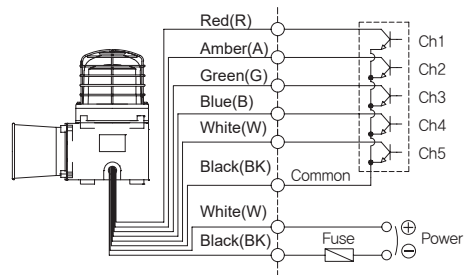 Red(R)
Amber(A)
Green(G)
Blue(B)
White(W)
Black(BK)
Common
White(W)
Black(BK)
Fuse
Ch1
Ch2
Ch3
Ch4
Ch5
⊕
⊖
Power